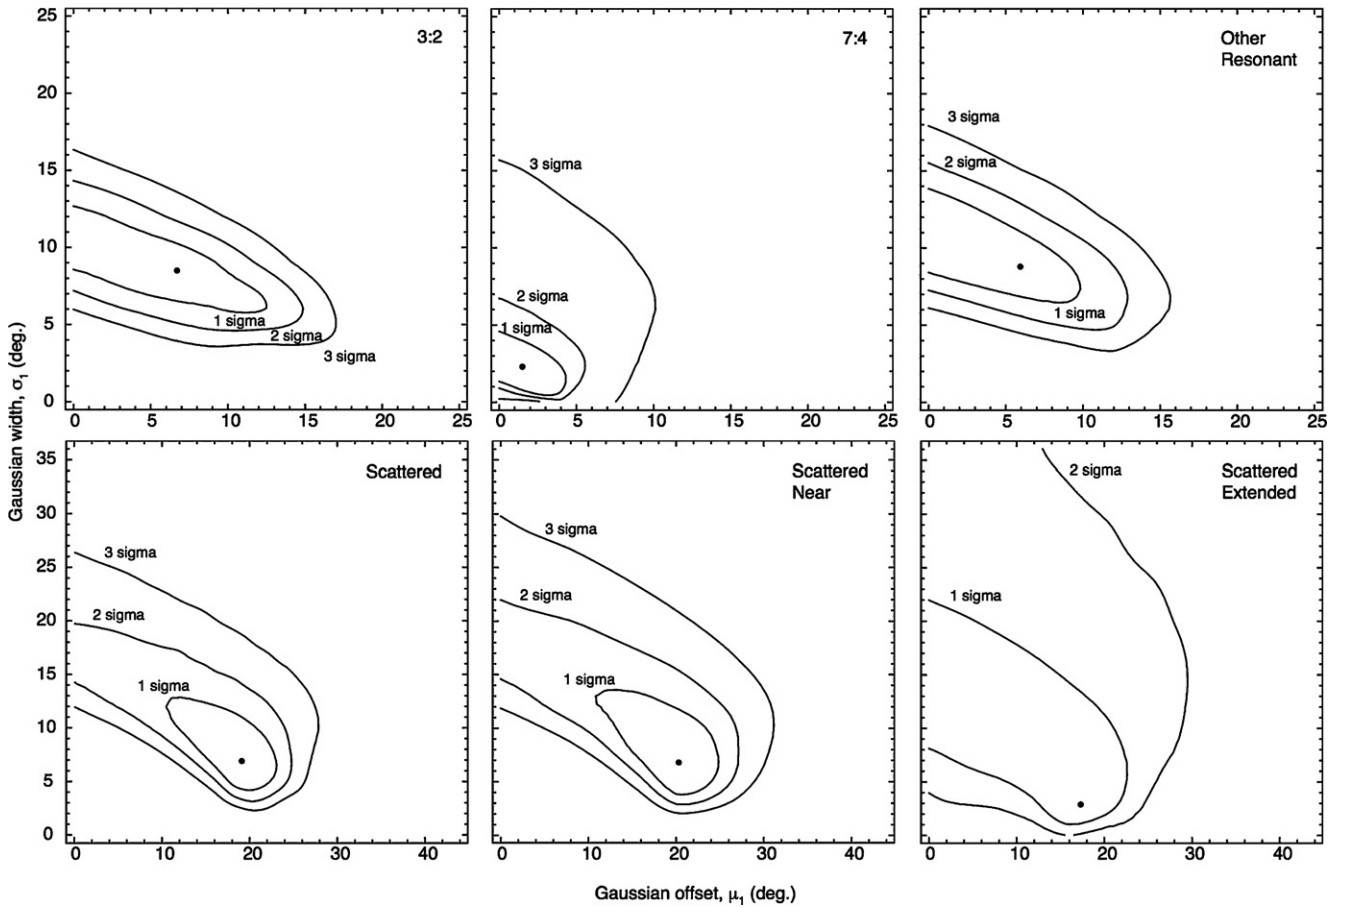 25
20
15
10
5
0
0
5
10
15
20
25
3:2
1 sigma
2 sigma
3 sigma
0
5
10
15
20
25
7:4
3 sigma
2 sigma
1 sigma
0
5
10
15
20
25
Other
Resonant
3 sigma
2 sigma
1 sigma
Gaussian width, σ1 (deg.)
35
30
25
20
15
10
5
0
0
10
20
30
40
Scattered
3 sigma
2 sigma
1 sigma
0
10
20
30
40
Scattered
Near
3 sigma
2 sigma
1 sigma
0
10
20
30
40
Scattered
Extended
2 sigma
1 sigma
Gaussian offset, μ1 (deg.)